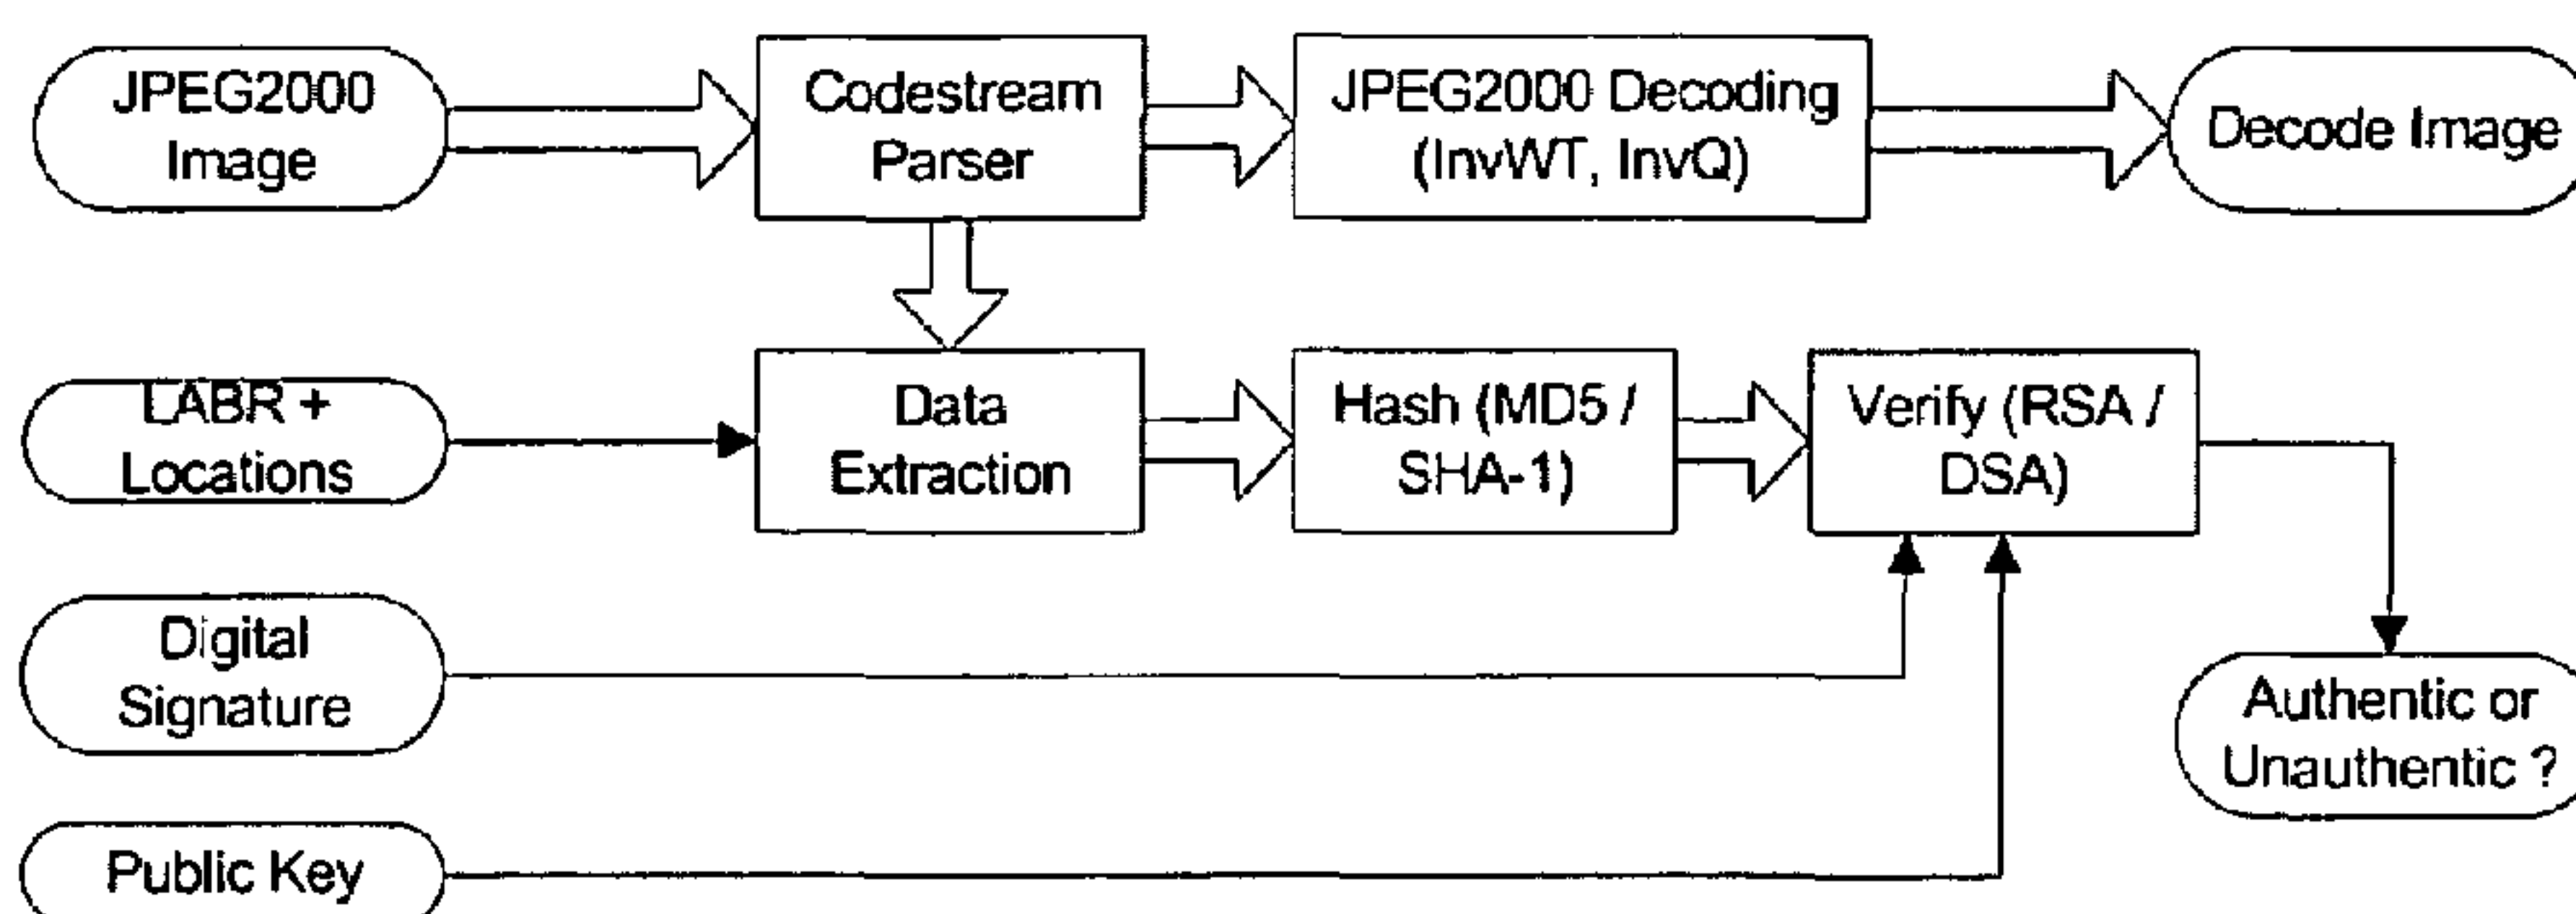 JPEG2000
Image
Codestream
Parser
JPEG2000 Decoding
(InvWT, InvQ)
Decode Image
LABR +
Locations
Data
Extraction
Hash (MD5 /
SHA-1)
Verify (RSA /
DSA)
Digital
Signature
Authentic or
Unauthentic ?
Public Key